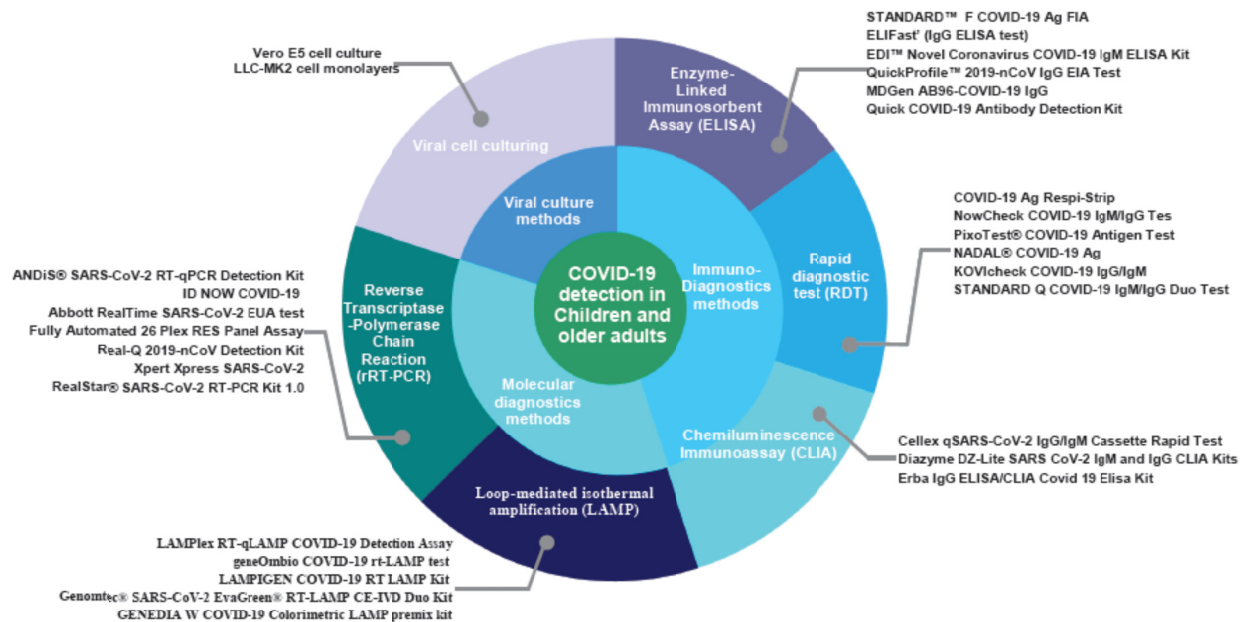 STANDARD™ F COVID-19 Ag FIA
ELIFast’ (IgG ELISA test)
EDI™ Novel Coronavirus COVID-19 IgM ELISA Kit
QuickProfile™ 2019-nCoV IgG EIA Test
MDGen AB96-COVID-19 IgG
Quick COVID-19 Antibody Detection Kit
Vero E5 cell culture
LLC-MK2 cell monolayers
Enzyme-
Linked
Immunosorbent
Assay (ELISA)
Viral cell culturing
Viral culture
methods
COVID-19 Ag Respi-Strip
NowCheck COVID-19 IgM/IgG Tes
PixoTest® COVID-19 Antigen Test
NADAL® COVID-19 Ag
KOVIcheck COVID-19 IgG/IgM
STANDARD Q COVID-19 IgM/IgG Duo Test
Rapid
diagnostic
test (RDT)
Immuno-
Diagnostics
methods
COVID-19
detection in
Children and
older adults
ANDiS® SARS-CoV-2 RT-qPCR Detection Kit
ID NOW COVID-19
Abbott RealTime SARS-CoV-2 EUA test
Fully Automated 26 Plex RES Panel Assay
Real-Q 2019-nCoV Detection Kit
Xpert Xpress SARS-CoV-2
RealStar® SARS-CoV-2 RT-PCR Kit 1.0
Reverse
Transcriptase
-Polymerase
Chain
Reaction
(rRT-PCR)
Molecular
diagnostics
methods
Chemiluminescence
Immunoassay (CLIA)
Cellex qSARS-CoV-2 IgG/IgM Cassette Rapid Test
Diazyme DZ-Lite SARS CoV-2 IgM and IgG CLIA Kits
Erba IgG ELISA/CLIA Covid 19 Elisa Kit
Loop-mediated isothermal
amplification (LAMP)
LAMPlex RT-qLAMP COVID-19 Detection Assay
geneOmbio COVID-19 rt-LAMP test
LAMPIGEN COVID-19 RT LAMP Kit
Genomtec® SARS-CoV-2 EvaGreen® RT-LAMP CE-IVD Duo Kit
GENEDIA W COVID-19 Colorimetric LAMP premix kit